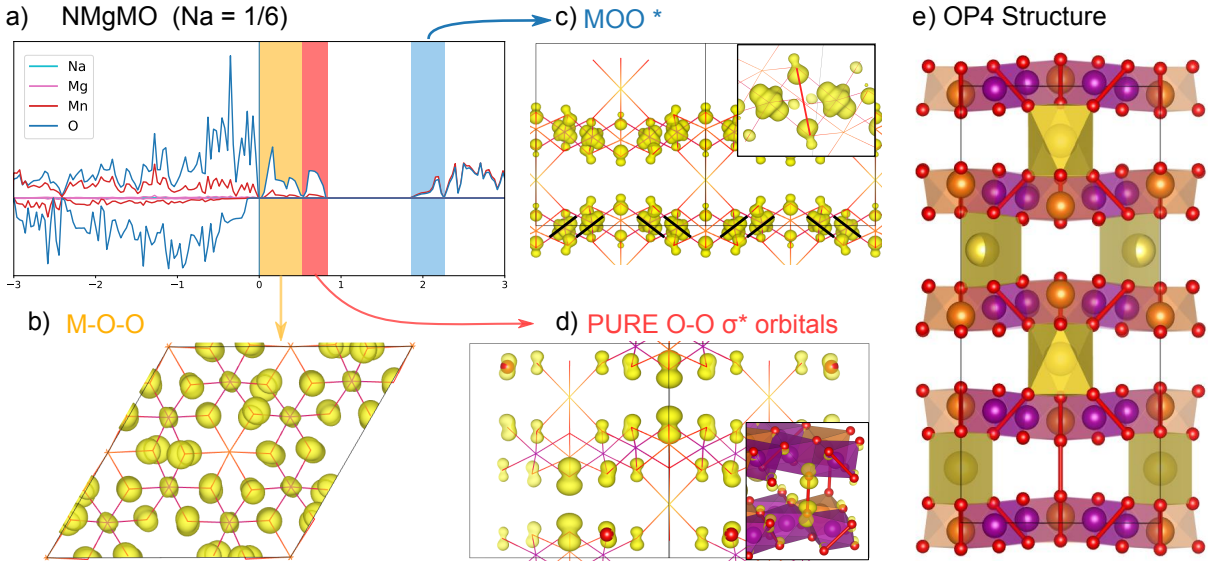 a) NMgMO (Na = 1/6)
Na
Mg
Mn
O
−3 −2 −1 0 1 2 3
b) M-O-O
c) MOO *
d) PURE O-O σ* orbitals
e) OP4 Structure